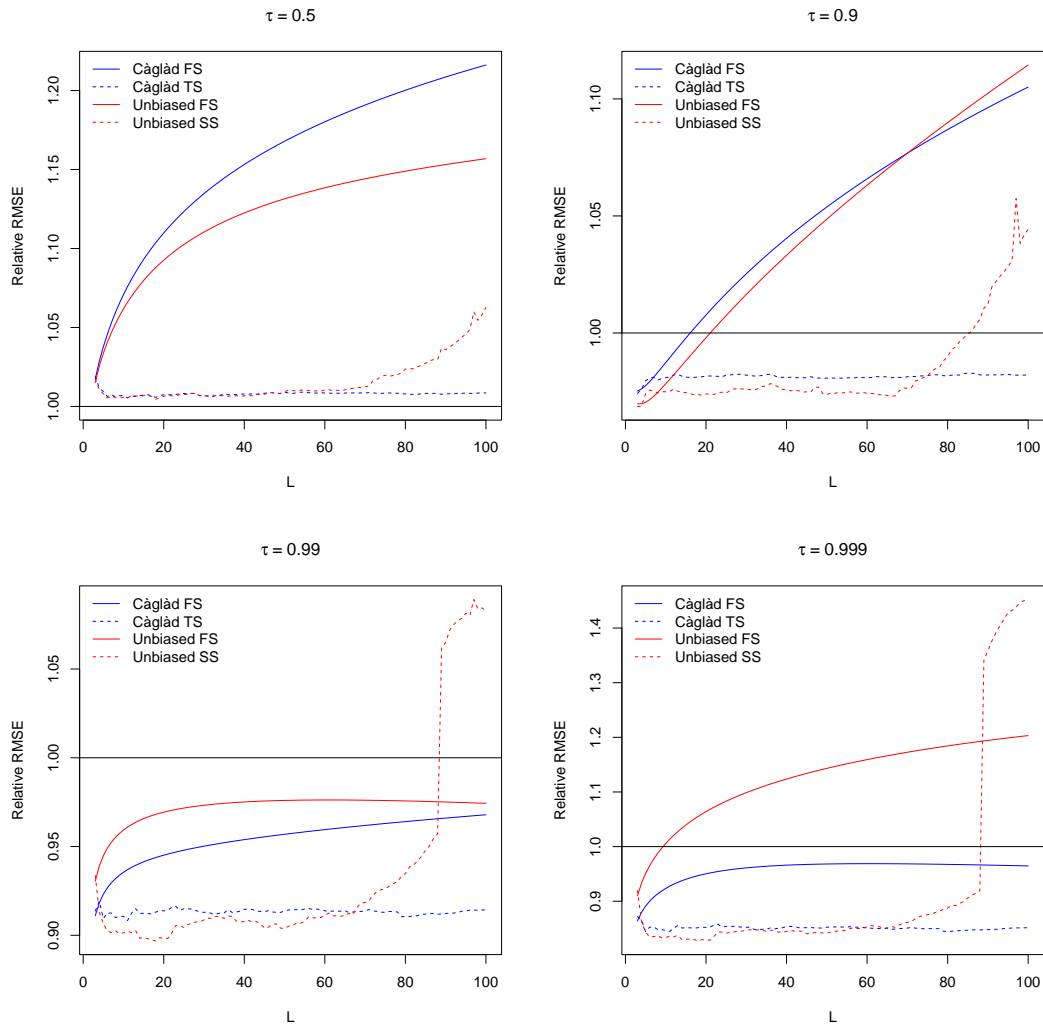 τ = 0.5
Càglàd FS
Càglàd TS
Unbiased FS
Unbiased SS
Relative RMSE
1.00
1.05
1.10
1.15
1.20
0
20
40
60
80
100
L
τ = 0.9
Càglàd FS
Càglàd TS
Unbiased FS
Unbiased SS
Relative RMSE
1.00
1.05
1.10
0
20
40
60
80
100
L
τ = 0.99
Càglàd FS
Càglàd TS
Unbiased FS
Unbiased SS
Relative RMSE
0.90
0.95
1.00
1.05
0
20
40
60
80
100
L
τ = 0.999
Càglàd FS
Càglàd TS
Unbiased FS
Unbiased SS
Relative RMSE
0.9
1.0
1.1
1.2
1.3
1.4
0
20
40
60
80
100
L